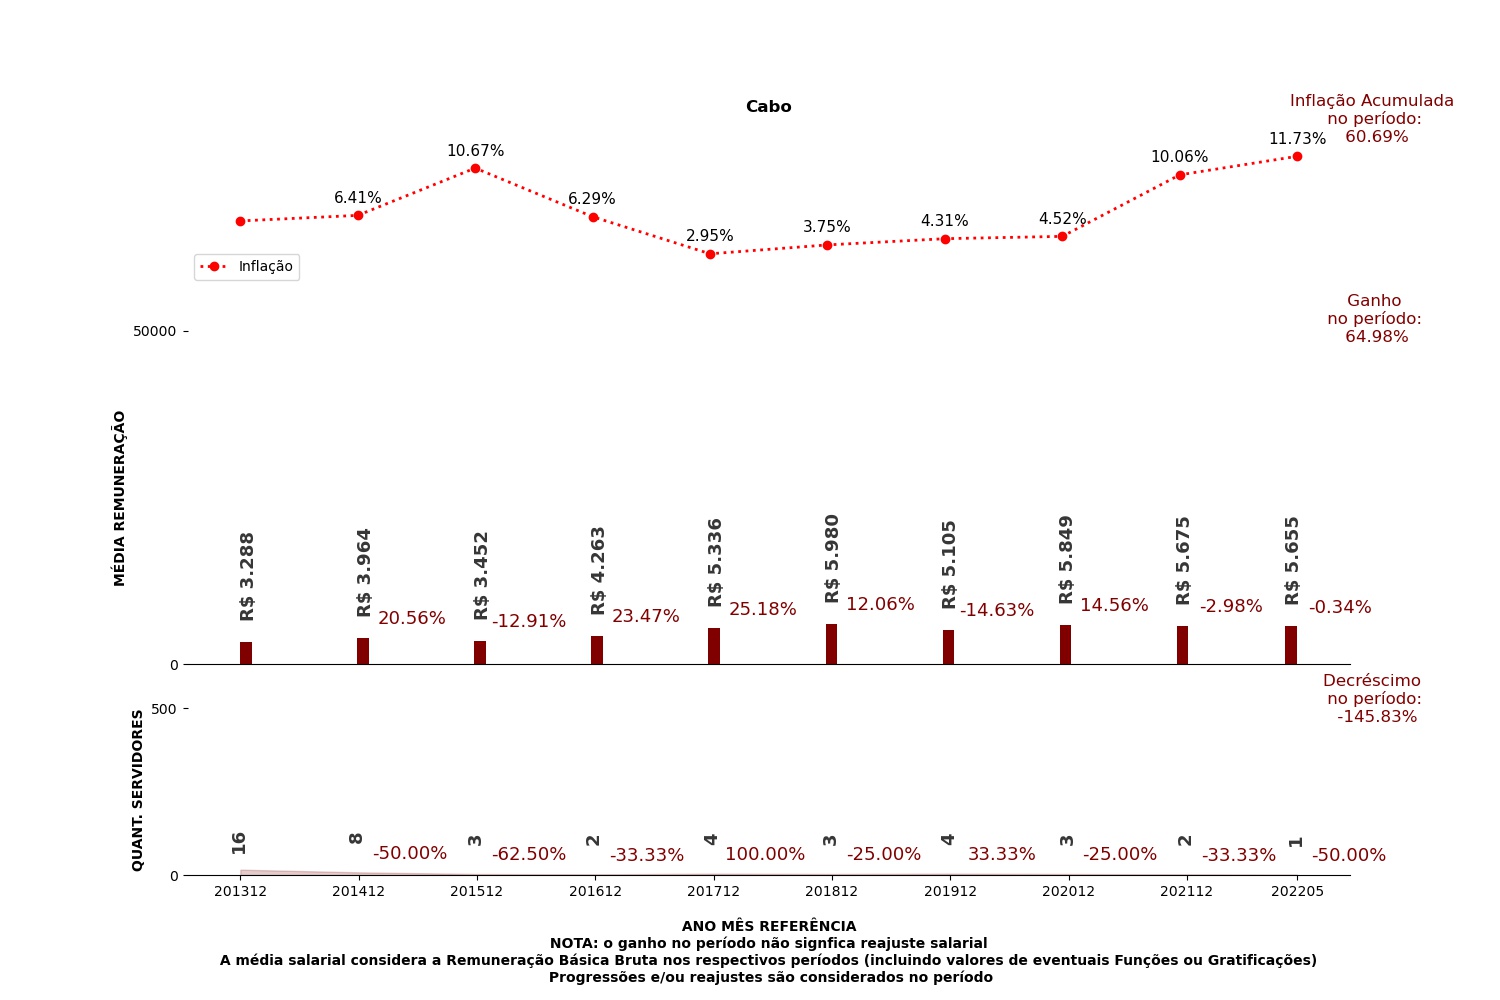 Cabo
Inflação Acumulada
no período:
60.69%
6.41%
10.67%
6.29%
2.95%
3.75%
4.31%
4.52%
10.06%
11.73%
Inflação
Ganho
no período:
64.98%
50000
0
MÉDIA REMUNERAÇÃO
R$ 3.288
R$ 3.964
R$ 3.452
R$ 4.263
R$ 5.336
R$ 5.980
R$ 5.105
R$ 5.849
R$ 5.675
R$ 5.655
20.56%
-12.91%
23.47%
25.18%
12.06%
-14.63%
14.56%
-2.98%
-0.34%
Decréscimo
no período:
-145.83%
500
0
QUANT. SERVIDORES
16
8
3
2
4
3
4
3
2
1
-50.00%
-62.50%
-33.33%
100.00%
-25.00%
33.33%
-25.00%
-33.33%
-50.00%
201312
201412
201512
201612
201712
201812
201912
202012
202112
202205
ANO MÊS REFERÊNCIA
NOTA: o ganho no período não signfica reajuste salarial
A média salarial considera a Remuneração Básica Bruta nos respectivos períodos (incluindo valores de eventuais Funções ou Gratificações)
Progressões e/ou reajustes são considerados no período